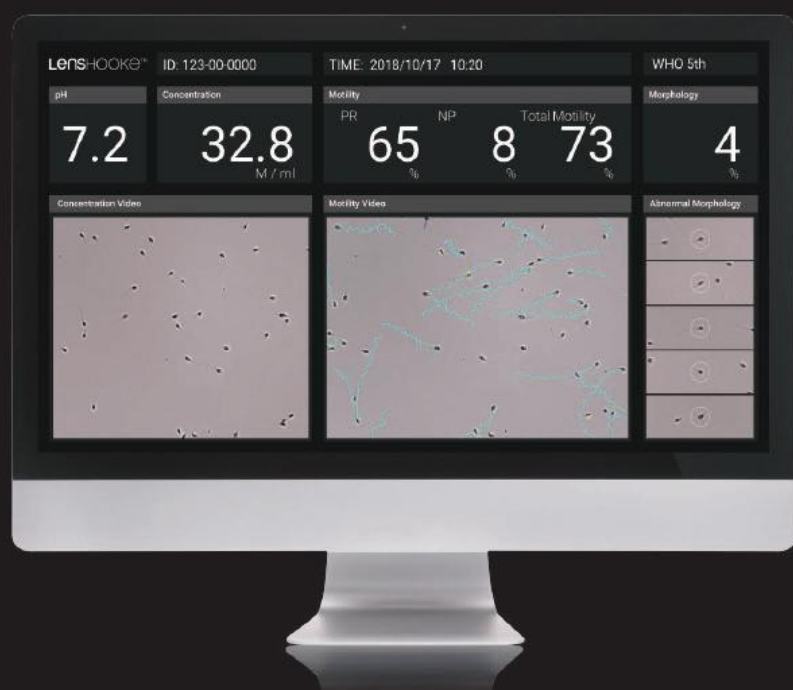 LensHOOKe™
ID: 123-00-0000
TIME: 2018/10/17 10:20
WHO 5th
pH
7.2
Concentration
32.8
M / ml
Motility
PR
65
%
NP
8
%
Total Motility
73
%
Morphology
4
%
Concentration Video
Motility Video
Abnormal Morphology